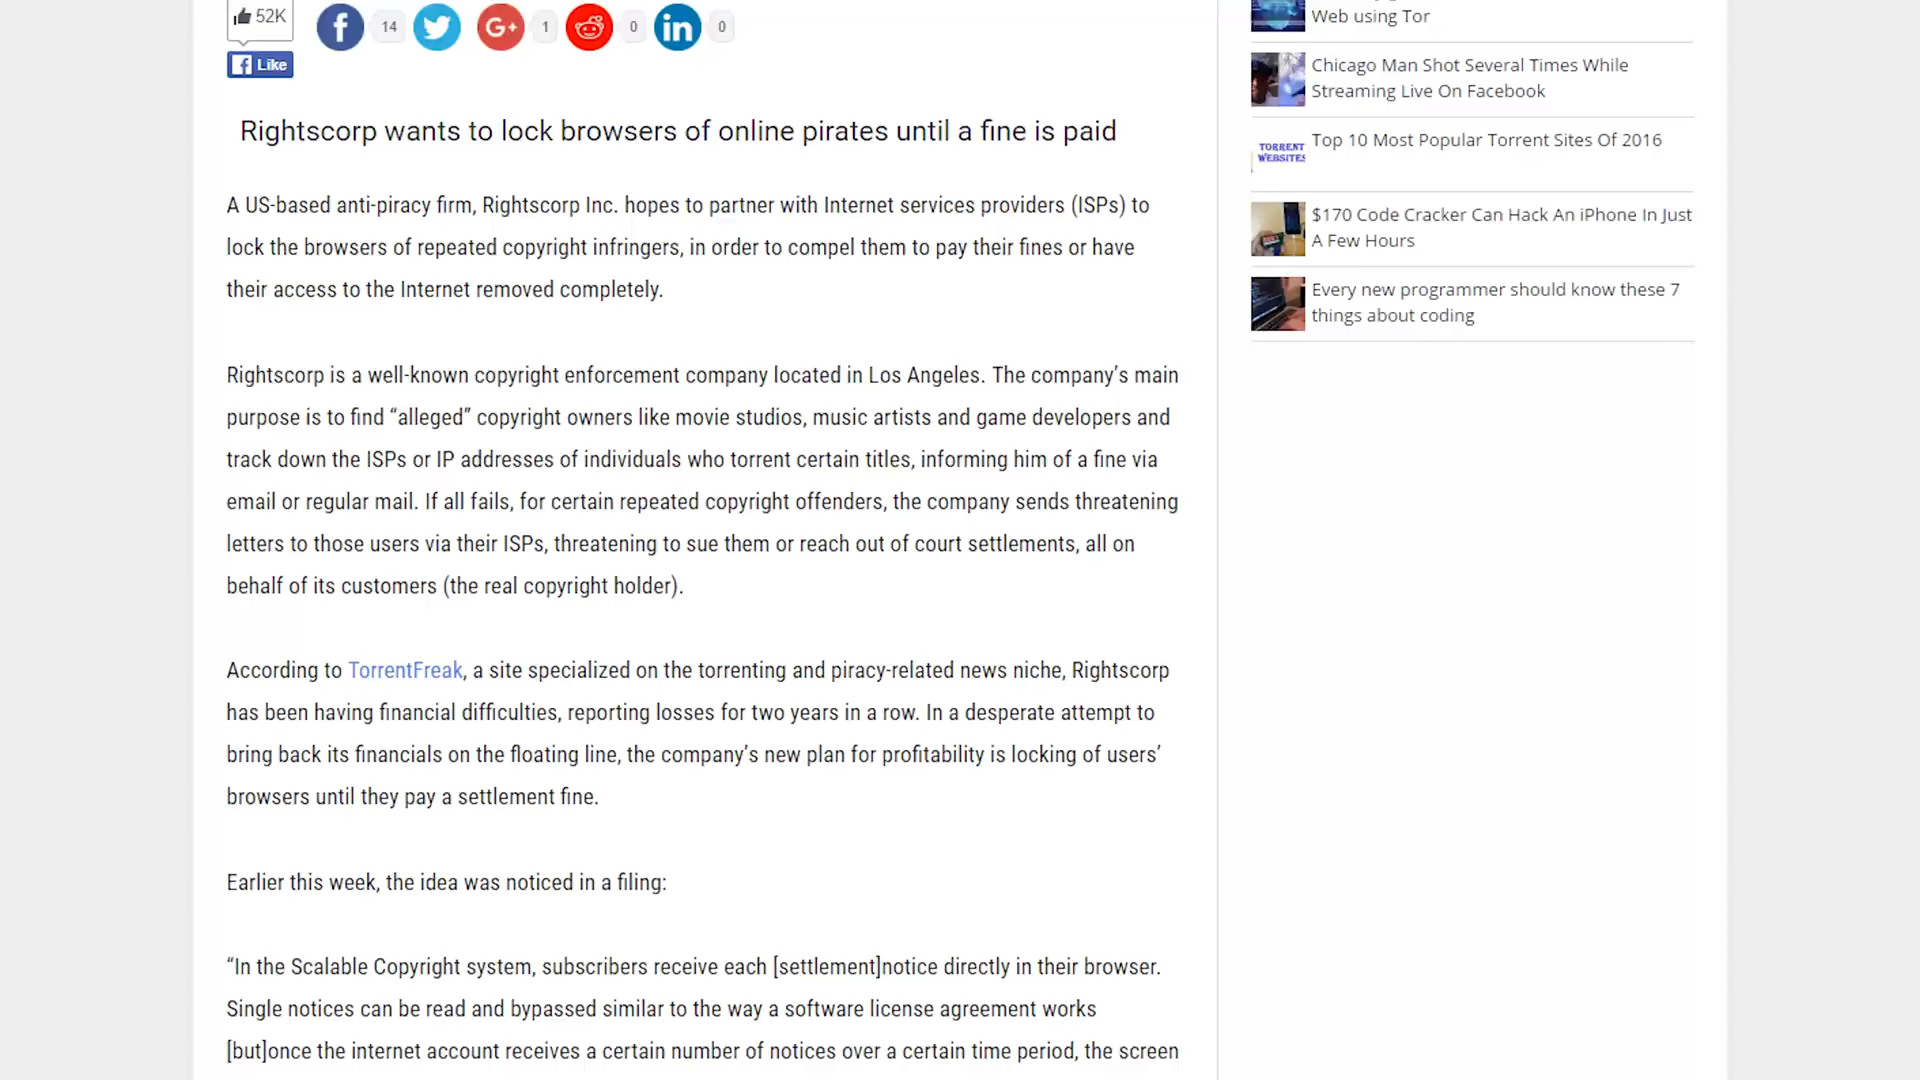 52K
14
1
0
0
Like
Rightscorp wants to lock browsers of online pirates until a fine is paid
A US-based anti-piracy firm, Rightscorp Inc. hopes to partner with Internet services providers (ISPs) to
lock the browsers of repeated copyright infringers, in order to compel them to pay their fines or have
their access to the Internet removed completely.
Rightscorp is a well-known copyright enforcement company located in Los Angeles. The company’s main
purpose is to find “alleged” copyright owners like movie studios, music artists and game developers and
track down the ISPs or IP addresses of individuals who torrent certain titles, informing him of a fine via
email or regular mail. If all fails, for certain repeated copyright offenders, the company sends threatening
letters to those users via their ISPs, threatening to sue them or reach out of court settlements, all on
behalf of its customers (the real copyright holder).
According to TorrentFreak, a site specialized on the torrenting and piracy-related news niche, Rightscorp
has been having financial difficulties, reporting losses for two years in a row. In a desperate attempt to
bring back its financials on the floating line, the company’s new plan for profitability is locking of users’
browsers until they pay a settlement fine.
Earlier this week, the idea was noticed in a filing:
“In the Scalable Copyright system, subscribers receive each [settlement]notice directly in their browser.
Single notices can be read and bypassed similar to the way a software license agreement works
[but]once the internet account receives a certain number of notices over a certain time period, the screen
Web using Tor
Chicago Man Shot Several Times While
Streaming Live On Facebook
TORRENT
WEBSITES
Top 10 Most Popular Torrent Sites Of 2016
$170 Code Cracker Can Hack An iPhone In Just
A Few Hours
Every new programmer should know these 7
things about coding